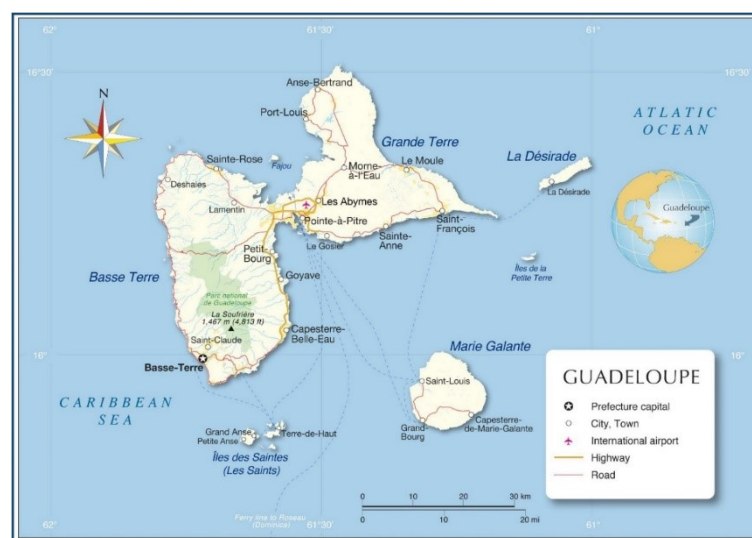 62°
61°30'
61°
16°30'
16°30'
N
Anse-Bertrand
Port-Louis
ATLATIC
OCEAN
Grande Terre
Sainte-Rose
Fajou
Morne-
à-l'Eau
Le Moule
La Désirade
Deshaies
La Désirade
Lamentin
Les Abymes
Pointe-à-Pitre
Saint-
François
Guadeloupe
Le Gosier
Sainte-
Anne
Petit-
Bourg
Îles de la
Petite Terre
Basse Terre
Goyave
Parc national
de Guadeloupe
La Soufrière
1,467 m (4,813 ft)
Capesterre-
Belle-Eau
Saint-Claude
Marie Galante
16°
16°
Basse-Terre
Saint-Louis
CARIBBEAN
SEA
Grand-
Bourg
Capesterre-
de-Marie-Galante
Grand Anse
Petite Anse
Terre-de-Haut
Îles des Saintes
(Les Saints)
GUADELOUPE
Prefecture capital
City, Town
International airport
Highway
Road
0 10 20 30 km
0 10 20 mi
Ferry line to Roseau
(Dominica)
62°
61°30'
61°